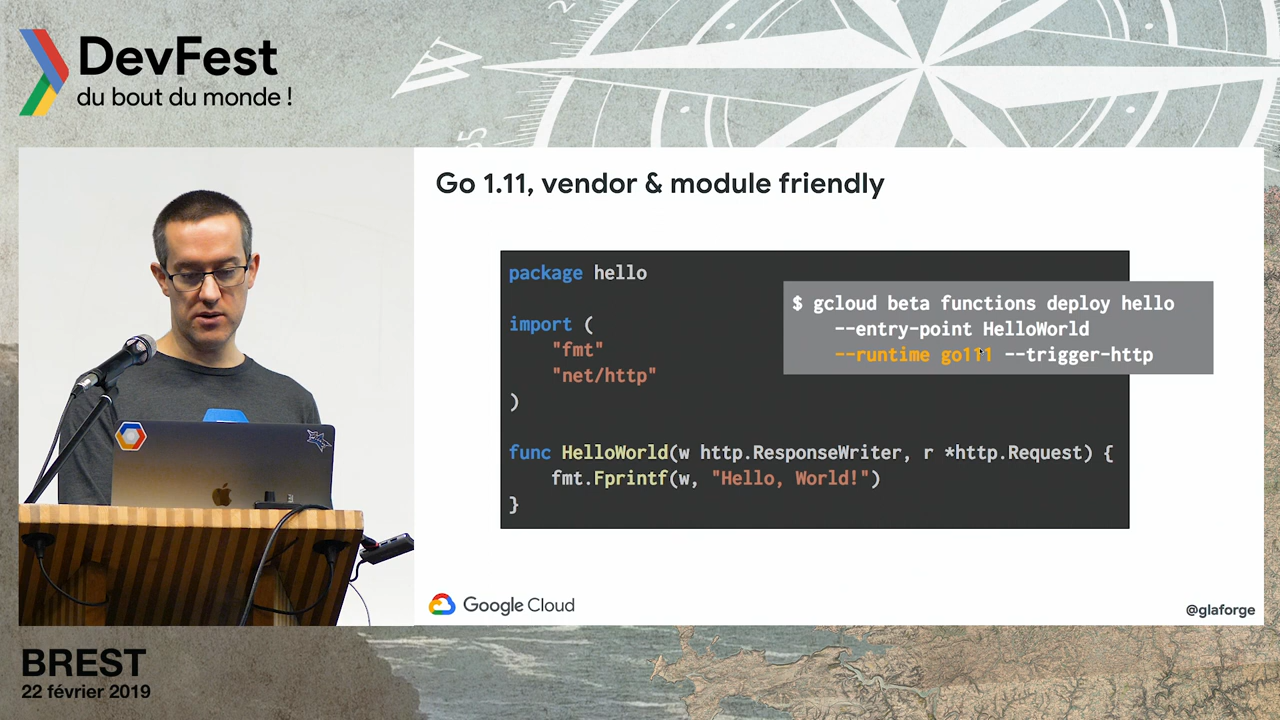 DevFest
du bout du monde !
W
Go 1.11, vendor & module friendly
package hello
import (
"fmt"
"net/http"
)
func HelloWorld(w http.ResponseWriter, r *http.Request) {
fmt.Fprintf(w, "Hello, World!")
}
$ gcloud beta functions deploy hello
--entry-point HelloWorld
--runtime go111 --trigger-http
Google Cloud
@glaforge
BREST
22 février 2019